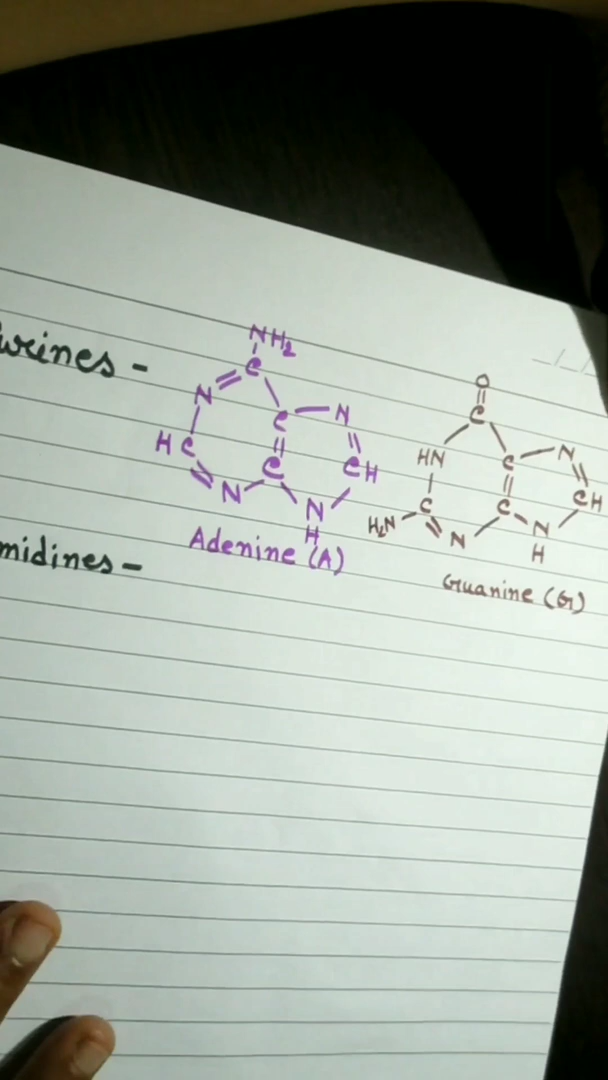 urines -
NH2
N
C
C
N
HC
C
CH
N
N
H
Adenine (A)
O
C
HN
C
N
C
C
CH
H2N
N
N
H
Guanine (G)
midines -